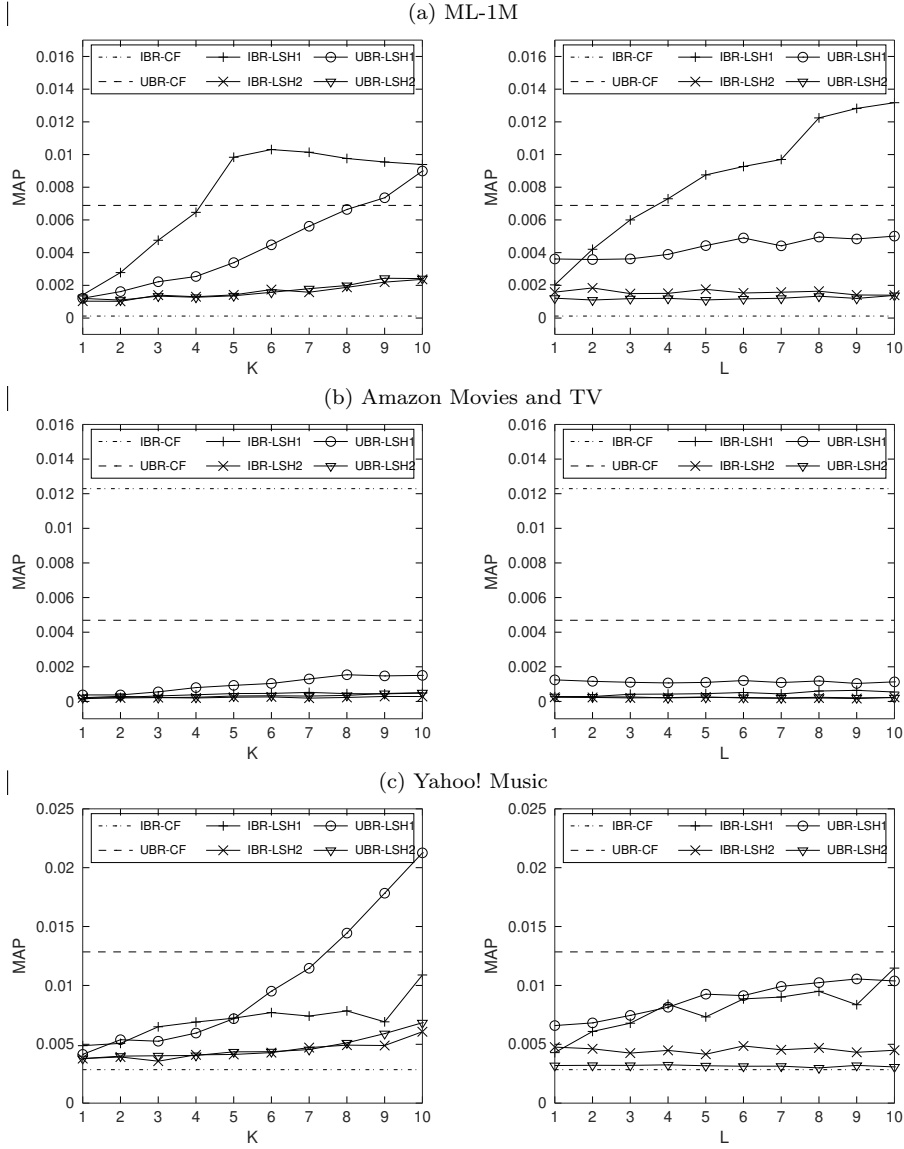 (a) ML-1M
0.016
0.014
0.012
0.01
0.008
0.006
0.004
0.002
0
MAP
IBR-CF IBR-LSH1 UBR-LSH1
UBR-CF IBR-LSH2 UBR-LSH2
1 2 3 4 5 6 7 8 9 10
K
0.016
0.014
0.012
0.01
0.008
0.006
0.004
0.002
0
MAP
IBR-CF IBR-LSH1 UBR-LSH1
UBR-CF IBR-LSH2 UBR-LSH2
1 2 3 4 5 6 7 8 9 10
L
(b) Amazon Movies and TV
0.016
0.014
0.012
0.01
0.008
0.006
0.004
0.002
0
MAP
IBR-CF IBR-LSH1 UBR-LSH1
UBR-CF IBR-LSH2 UBR-LSH2
1 2 3 4 5 6 7 8 9 10
K
0.016
0.014
0.012
0.01
0.008
0.006
0.004
0.002
0
MAP
IBR-CF IBR-LSH1 UBR-LSH1
UBR-CF IBR-LSH2 UBR-LSH2
1 2 3 4 5 6 7 8 9 10
L
(c) Yahoo! Music
0.025
0.02
0.015
0.01
0.005
0
MAP
IBR-CF IBR-LSH1 UBR-LSH1
UBR-CF IBR-LSH2 UBR-LSH2
1 2 3 4 5 6 7 8 9 10
K
0.025
0.02
0.015
0.01
0.005
0
MAP
IBR-CF IBR-LSH1 UBR-LSH1
UBR-CF IBR-LSH2 UBR-LSH2
1 2 3 4 5 6 7 8 9 10
L